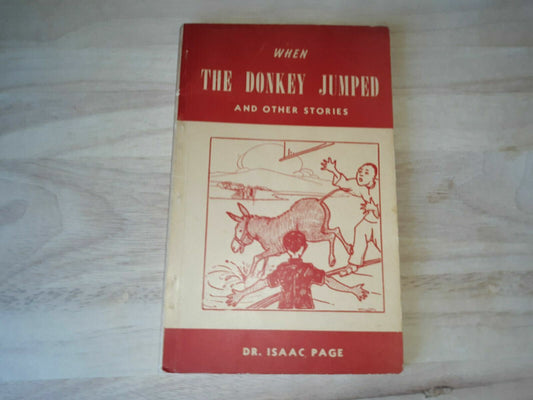 WHEN
THE DONKEY JUMPED
AND OTHER STORIES
DR. ISAAC PAGE